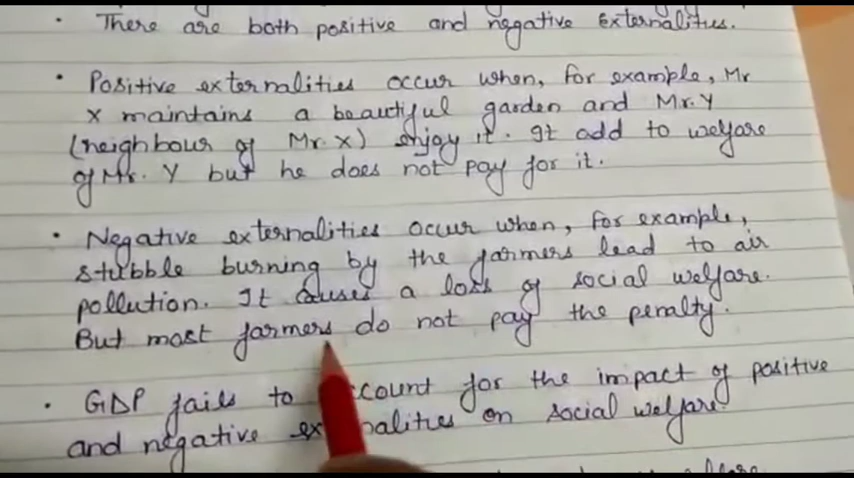 • There are both positive and negative externalities.
• Positive externalities occur when, for example, Mr
X maintains a beautiful garden and Mr. Y
(neighbour of Mr. X) enjoy it. It add to welfare
of Mr. Y but he does not pay for it.
• Negative externalities occur when, for example,
stubble burning by the farmers lead to air
pollution. It causes a loss of social welfare.
But most farmers do not pay the penalty.
• GDP fails to count for the impact of positive
and negative ex nalities on social welfare.